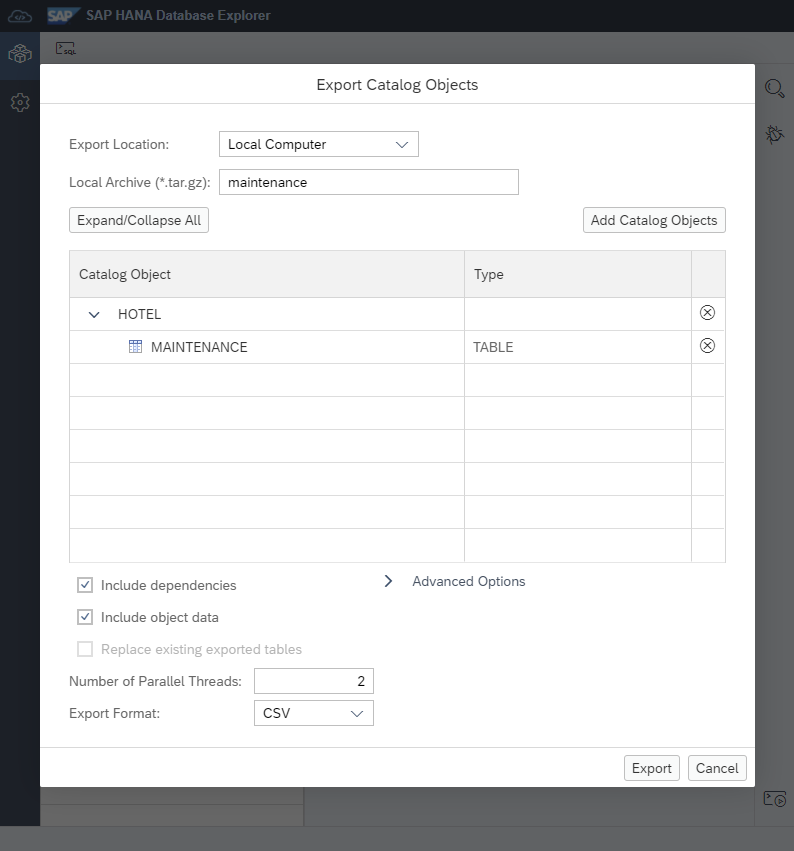 SAP SAP HANA Database Explorer
SQL
Export Catalog Objects
Export Location: Local Computer
Local Archive (*.tar.gz): maintenance
Expand/Collapse All Add Catalog Objects
Catalog Object Type
HOTEL
MAINTENANCE TABLE
Include dependencies Advanced Options
Include object data
Replace existing exported tables
Number of Parallel Threads: 2
Export Format: CSV
Export Cancel